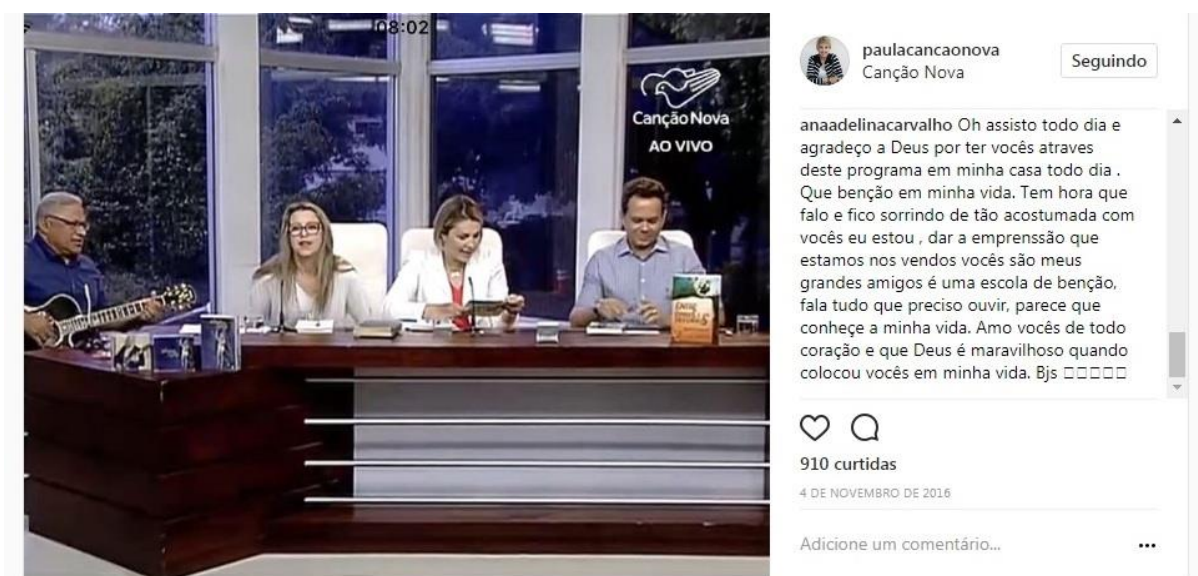 08:02
Canção Nova
AO VIVO
paulacancaonova
Canção Nova
Seguindo
anaadelinacarvalho Oh assisto todo dia e
agradeço a Deus por ter vocês atraves
deste programa em minha casa todo dia .
Que benção em minha vida. Tem hora que
falo e fico sorrindo de tão acostumada com
vocês eu estou , dar a emprenssão que
estamos nos vendos vocês são meus
grandes amigos é uma escola de benção,
fala tudo que preciso ouvir, parece que
conheçe a minha vida. Amo vocês de todo
coração e que Deus é maravilhoso quando
colocou vocês em minha vida. Bjs □□□□□
910 curtidas
4 DE NOVEMBRO DE 2016
Adicione um comentário...